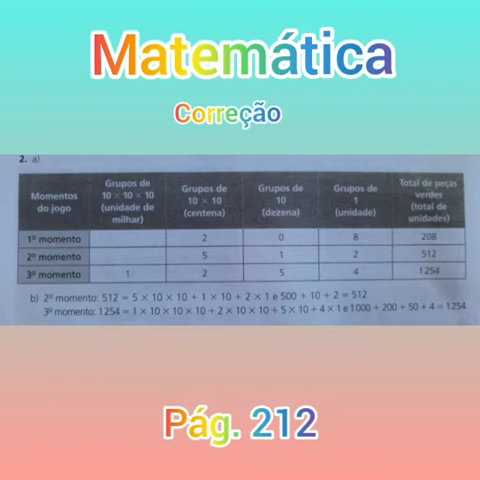 Matemática
Correção
2. a)
Momentos do jogo | Grupos de 10 × 10 × 10 (unidade de milhar) | Grupos de 10 × 10 (centena) | Grupos de 10 (dezena) | Grupos de 1 (unidade) | Total de peças verdes (total de unidades)
1º momento | | 2 | 0 | 8 | 208
2º momento | | 5 | 1 | 2 | 512
3º momento | 1 | 2 | 5 | 4 | 1254
b) 2º momento: 512 = 5 × 10 × 10 + 1 × 10 + 2 × 1 e 500 + 10 + 2 = 512
3º momento: 1254 = 1 × 10 × 10 × 10 + 2 × 10 × 10 + 5 × 10 + 4 × 1 e 1000 + 200 + 50 + 4 = 1254
Pág. 212